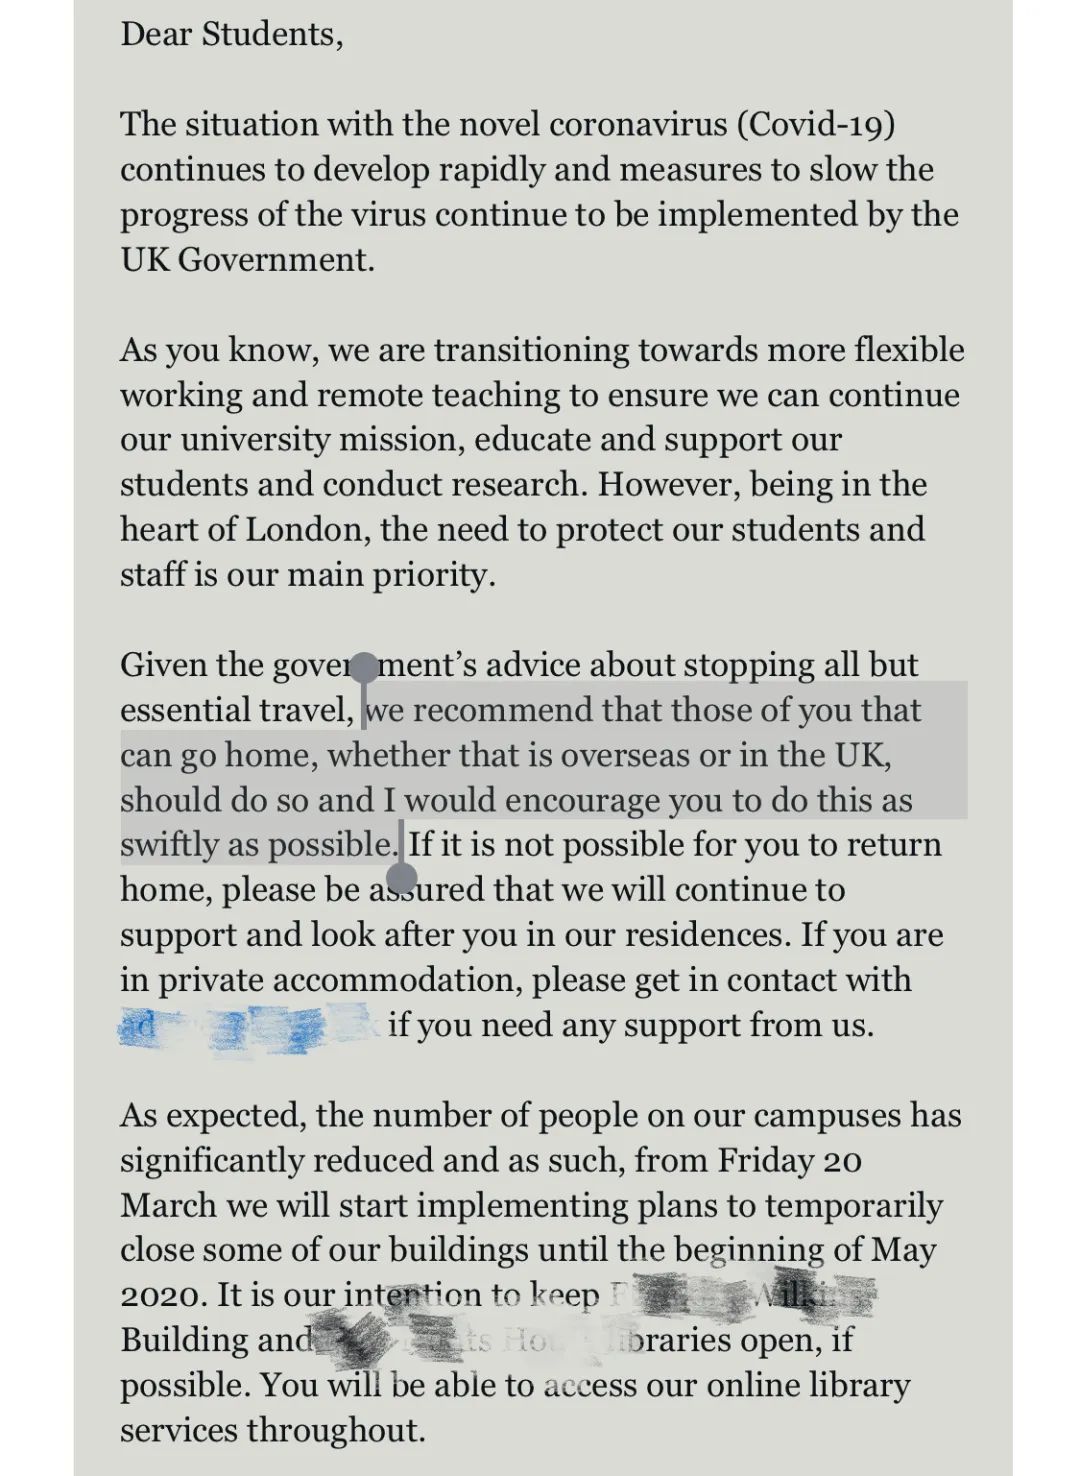 Dear Students,
The situation with the novel coronavirus (Covid-19)
continues to develop rapidly and measures to slow the
progress of the virus continue to be implemented by the
UK Government.
As you know, we are transitioning towards more flexible
working and remote teaching to ensure we can continue
our university mission, educate and support our
students and conduct research. However, being in the
heart of London, the need to protect our students and
staff is our main priority.
Given the government's advice about stopping all but
essential travel, we recommend that those of you that
can go home, whether that is overseas or in the UK,
should do so and I would encourage you to do this as
swiftly as possible. If it is not possible for you to return
home, please be assured that we will continue to
support and look after you in our residences. If you are
in private accommodation, please get in contact with
if you need any support from us.
As expected, the number of people on our campuses has
significantly reduced and as such, from Friday 20
March we will start implementing plans to temporarily
close some of our buildings until the beginning of May
2020. It is our intention to keep
Building and libraries open, if
possible. You will be able to access our online library
services throughout.